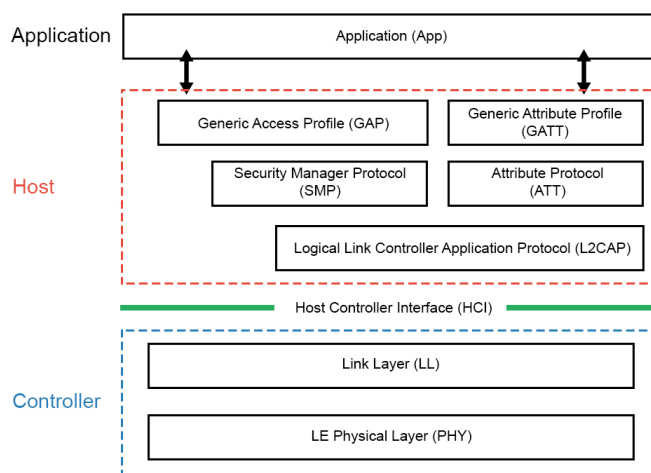 Application
Application (App)
Generic Access Profile (GAP)
Generic Attribute Profile
(GATT)
Host
Security Manager Protocol
(SMP)
Attribute Protocol
(ATT)
Logical Link Controller Application Protocol (L2CAP)
Host Controller Interface (HCI)
Controller
Link Layer (LL)
LE Physical Layer (PHY)